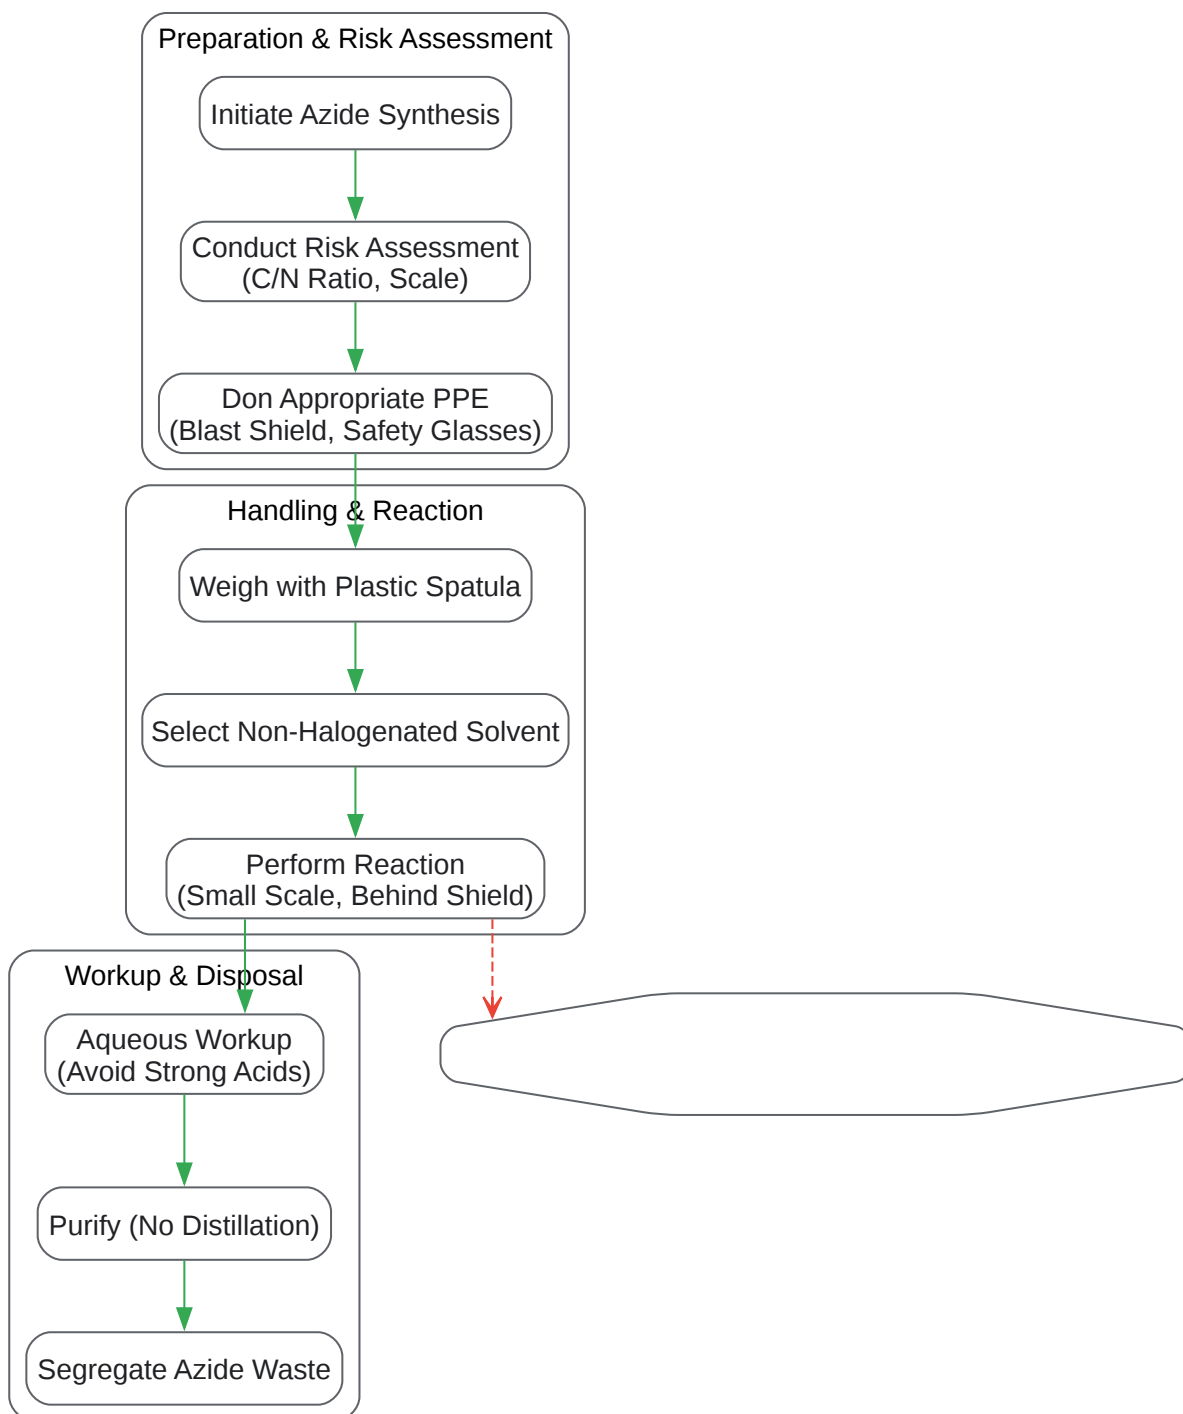 Preparation & Risk Assessment
Initiate Azide Synthesis
Conduct Risk Assessment
(C/N Ratio, Scale)
Don Appropriate PPE
(Blast Shield, Safety Glasses)
Handling & Reaction
Weigh with Plastic Spatula
Select Non-Halogenated Solvent
Perform Reaction
(Small Scale, Behind Shield)
Workup & Disposal
Aqueous Workup
(Avoid Strong Acids)
Purify (No Distillation)
Segregate Azide Waste